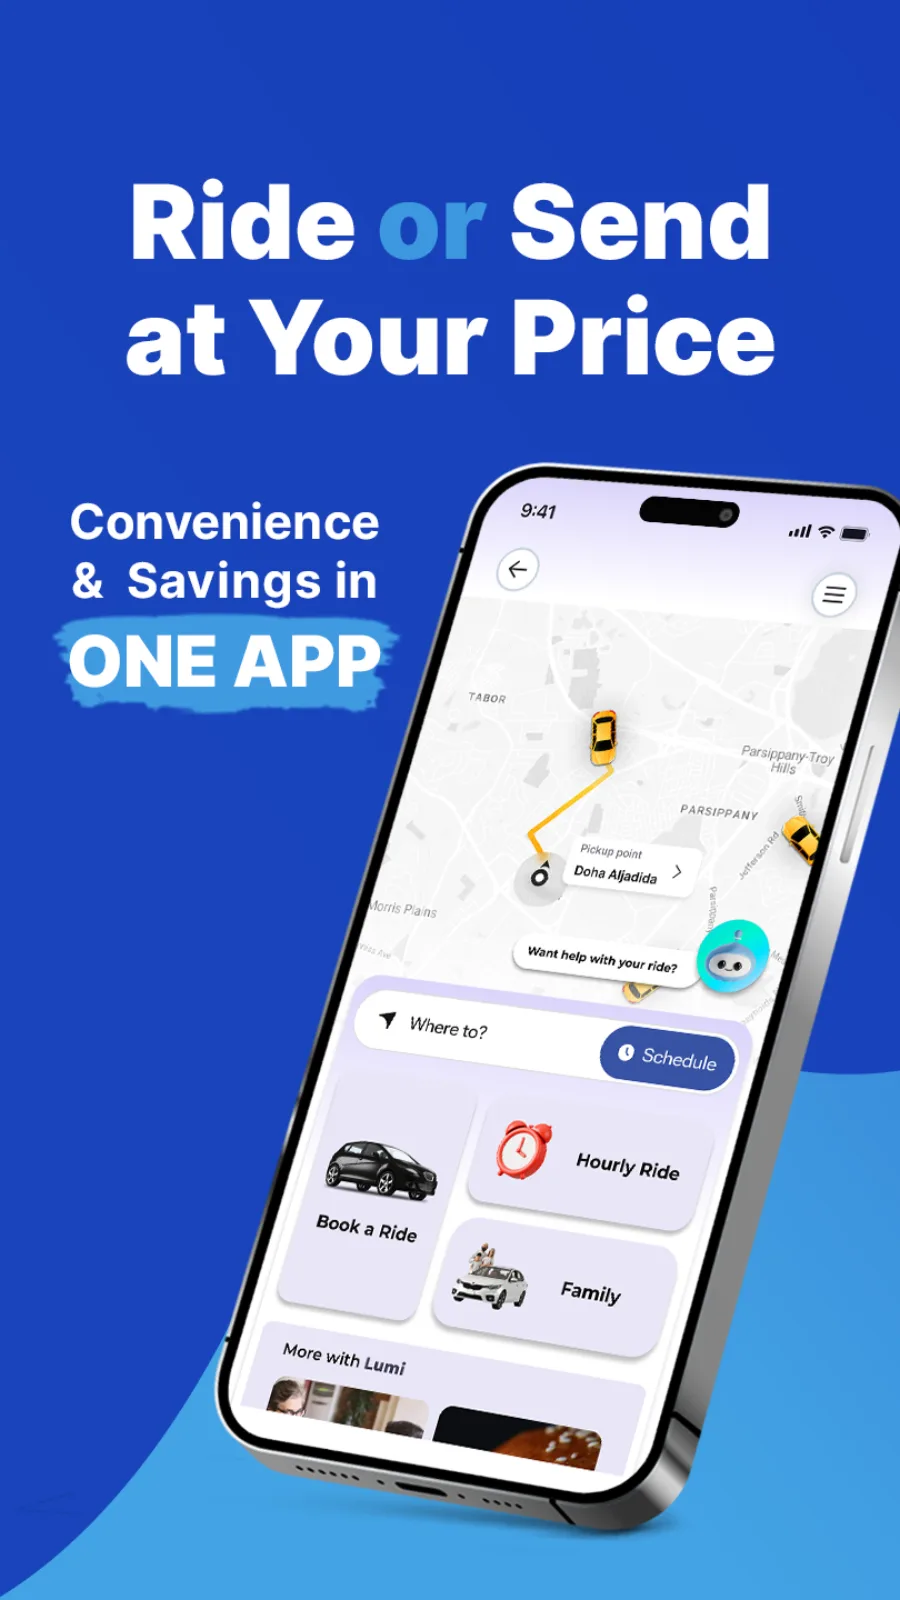 Ride or Send
at Your Price
Convenience
& Savings in
ONE APP
9:41
TABOR
Parsippany-Troy
Hills
PARSIPPANY
Jefferson Rd
Pickup point
Doha Aljadida
Morris Plains
Want help with your ride?
Where to?
Schedule
Hourly Ride
Book a Ride
Family
More with Lumi